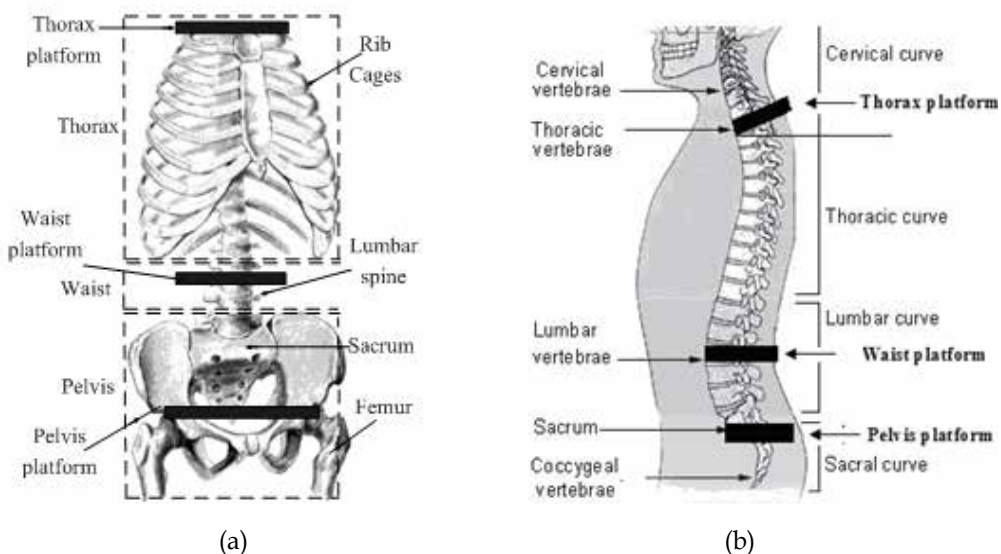 Thorax
platform
Rib
Cages
Thorax
Waist
platform
Lumbar
spine
Waist
Sacrum
Pelvis
Femur
Pelvis
platform
(a)
Cervical curve
Cervical
vertebrae
Thorax platform
Thoracic
vertebrae
Thoracic curve
Lumbar curve
Lumbar
vertebrae
Waist platform
Sacrum
Pelvis platform
Coccygeal
vertebrae
Sacral curve
(b)